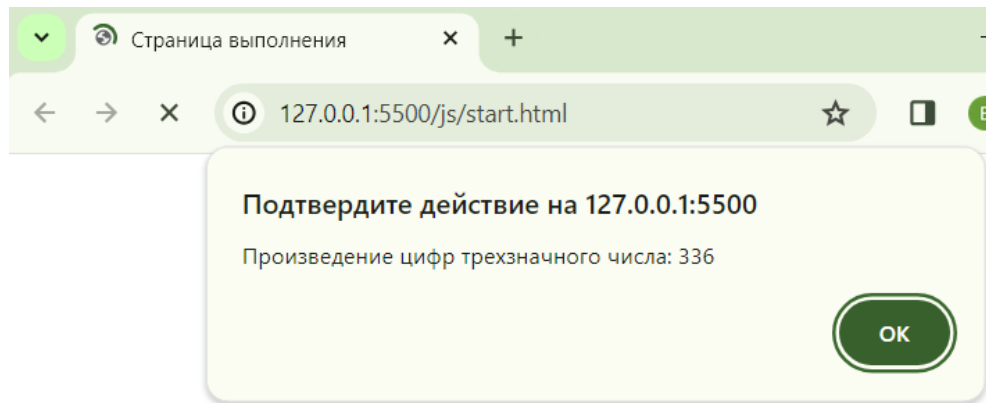 Страница выполнения
127.0.0.1:5500/js/start.html
Подтвердите действие на 127.0.0.1:5500
Произведение цифр трехзначного числа: 336
ОК